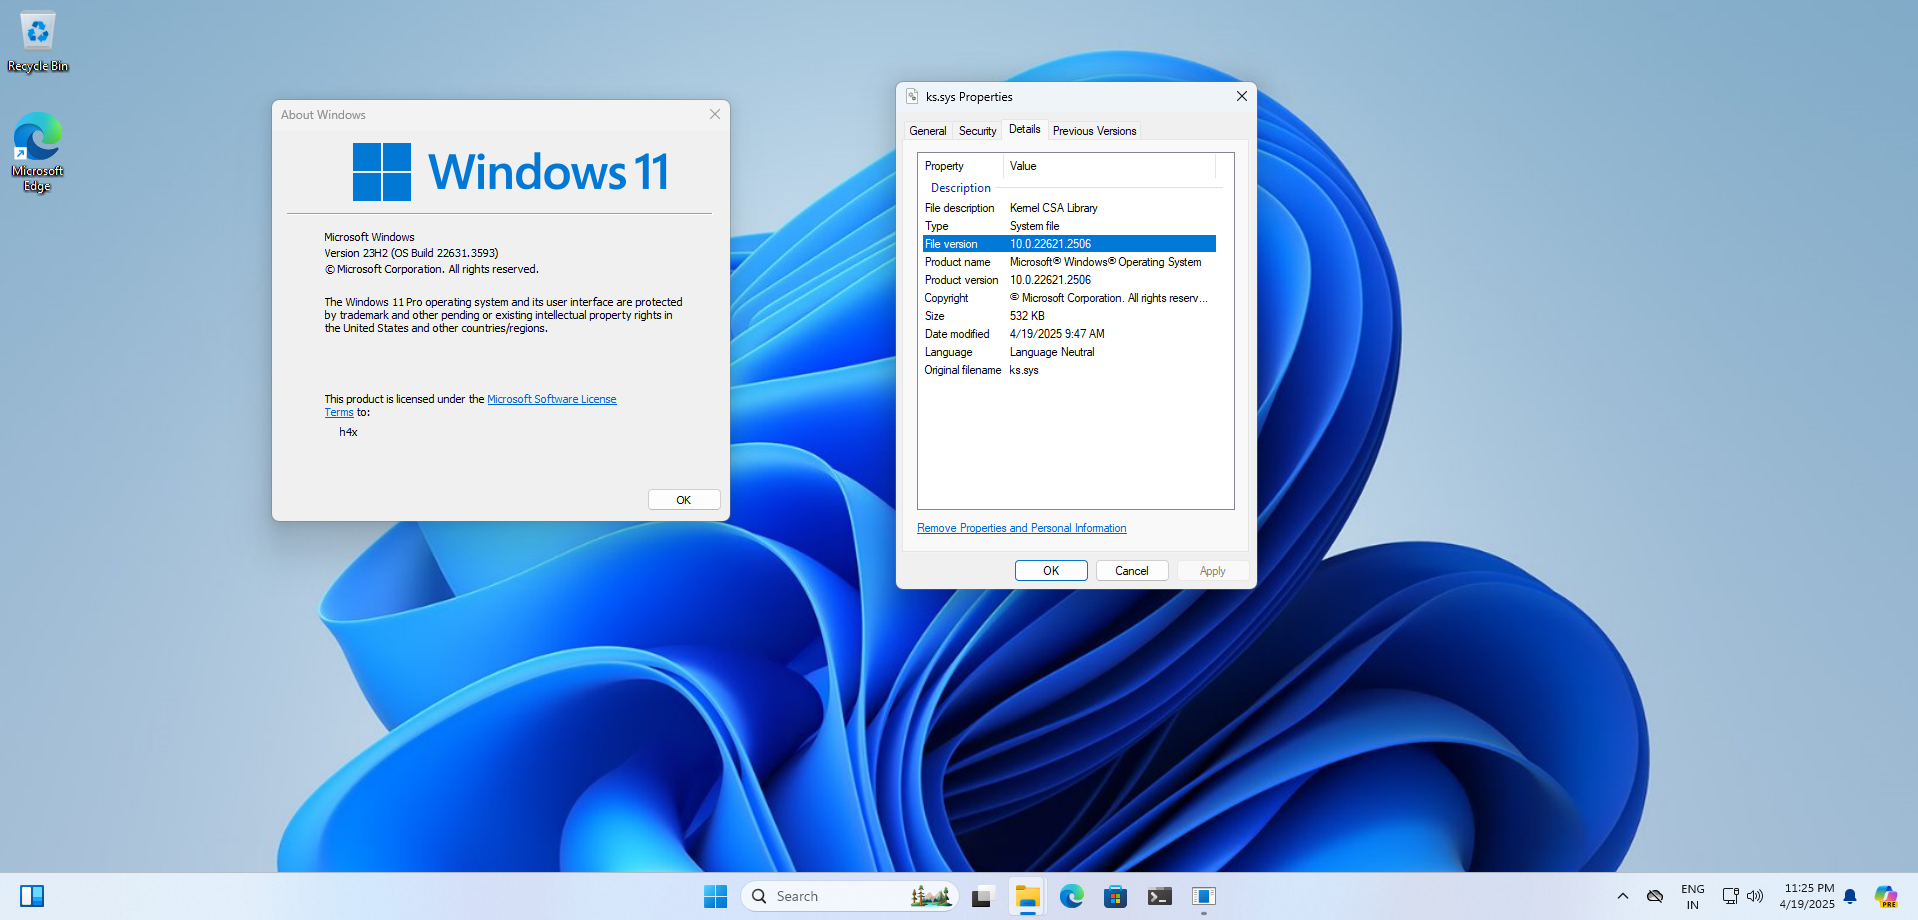 Recycle Bin
Microsoft
Edge
About Windows
Windows 11
Microsoft Windows
Version 23H2 (OS Build 22631.3593)
© Microsoft Corporation. All rights reserved.
The Windows 11 Pro operating system and its user interface are protected
by trademark and other pending or existing intellectual property rights in
the United States and other countries/regions.
This product is licensed under the Microsoft Software License
Terms to:
h4x
OK
ks.sys Properties
General Security Details Previous Versions
Property Value
Description
File description Kernel CSA Library
Type System file
File version 10.0.22621.2506
Product name Microsoft® Windows® Operating System
Product version 10.0.22621.2506
Copyright © Microsoft Corporation. All rights reserv...
Size 532 KB
Date modified 4/19/2025 9:47 AM
Language Language Neutral
Original filename ks.sys
Remove Properties and Personal Information
OK Cancel Apply
Search
ENG
IN
11:25 PM
4/19/2025
PRE